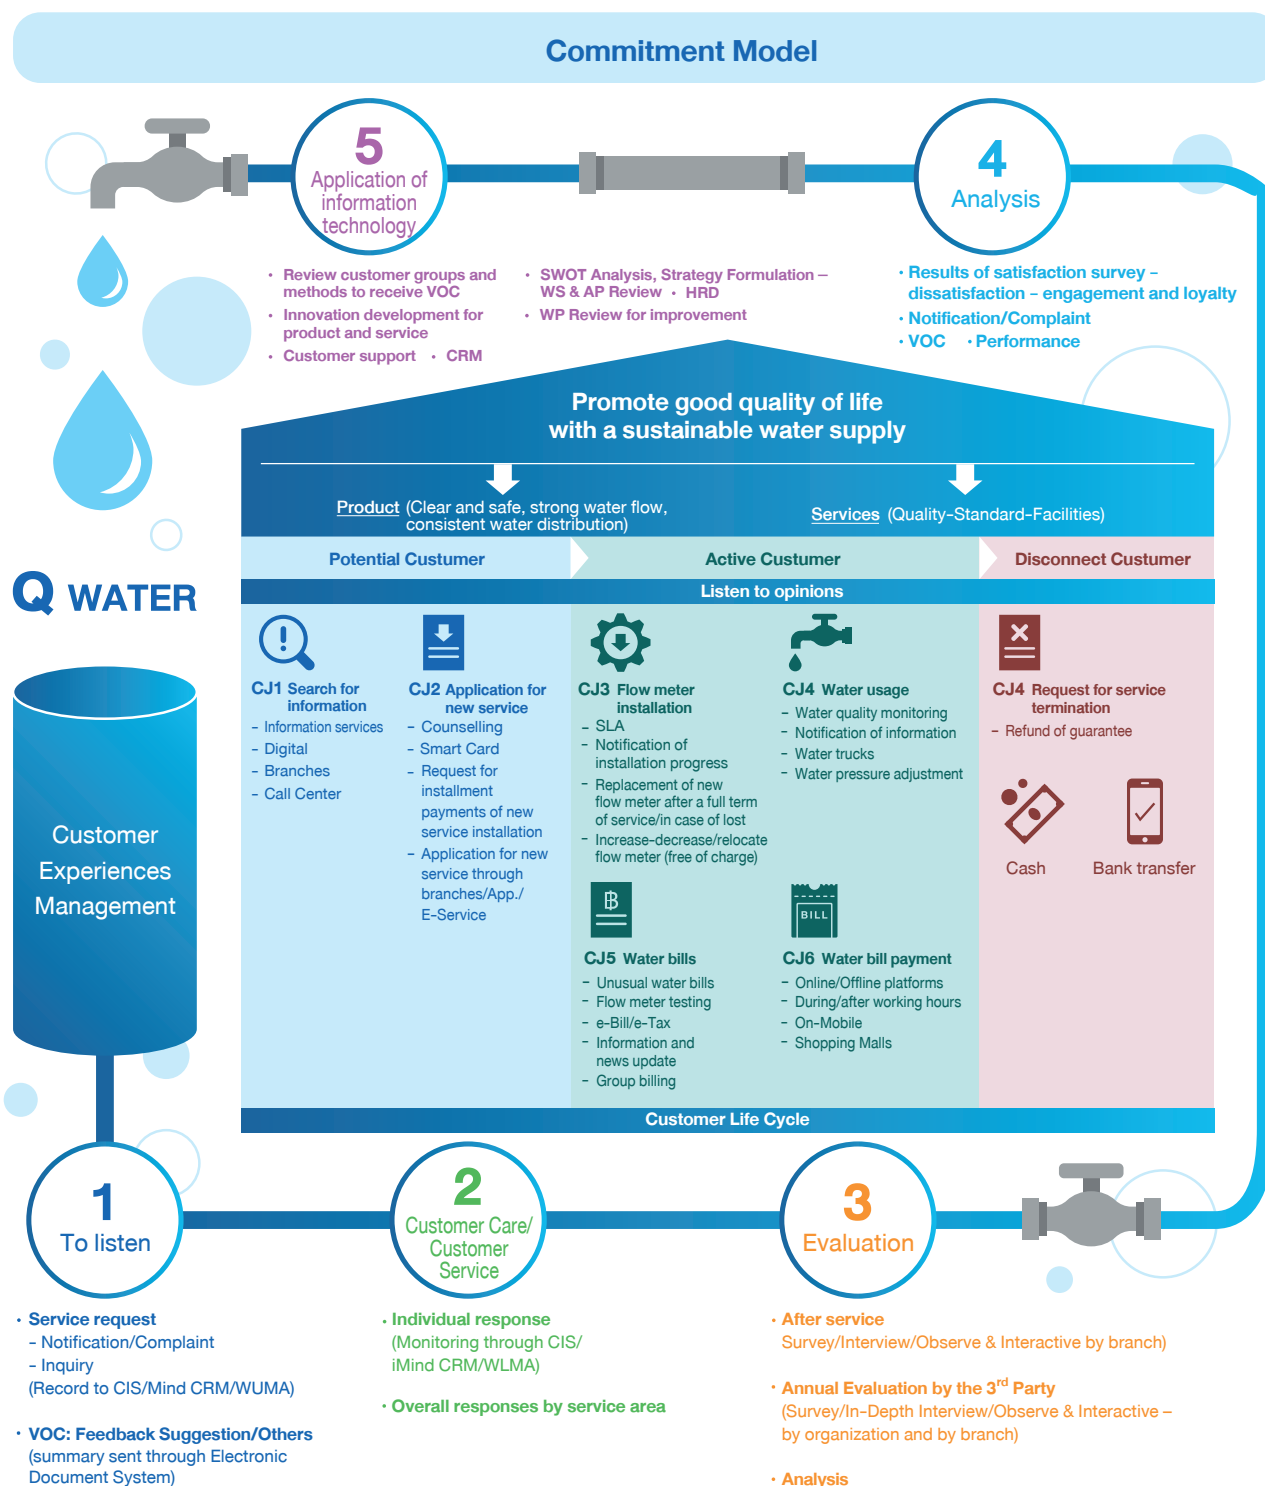 Commitment Model
5
Application of
information
technology
4
Analysis
• Review customer groups and
methods to receive VOC
• Innovation development for
product and service
• Customer support • CRM
• SWOT Analysis, Strategy Formulation –
WS & AP Review • HRD
• WP Review for improvement
• Results of satisfaction survey –
dissatisfaction – engagement and loyalty
• Notification/Complaint
• VOC • Performance
Promote good quality of life
with a sustainable water supply
Product (Clear and safe, strong water flow,
consistent water distribution)
Services (Quality-Standard-Facilities)
Potential Custumer
Active Custumer
Disconnect Custumer
Listen to opinions
Q WATER
Customer
Experiences
Management
CJ1 Search for
information
– Information services
– Digital
– Branches
– Call Center
CJ2 Application for
new service
– Counselling
– Smart Card
– Request for
installment
payments of new
service installation
– Application for new
service through
branches/App./
E-Service
CJ3 Flow meter
installation
– SLA
– Notification of
installation progress
– Replacement of new
flow meter after a full term
of service/in case of lost
– Increase-decrease/relocate
flow meter (free of charge)
CJ4 Water usage
– Water quality monitoring
– Notification of information
– Water trucks
– Water pressure adjustment
CJ4 Request for service
termination
– Refund of guarantee
Cash
Bank transfer
฿
CJ5 Water bills
– Unusual water bills
– Flow meter testing
– e-Bill/e-Tax
– Information and
news update
– Group billing
BILL
CJ6 Water bill payment
– Online/Offline platforms
– During/after working hours
– On-Mobile
– Shopping Malls
Customer Life Cycle
1
To listen
2
Customer Care/
Customer
Service
3
Evaluation
• Service request
– Notification/Complaint
– Inquiry
(Record to CIS/Mind CRM/WUMA)
• VOC: Feedback Suggestion/Others
(summary sent through Electronic
Document System)
• Individual response
(Monitoring through CIS/
iMind CRM/WLMA)
• Overall responses by service area
• After service
Survey/Interview/Observe & Interactive by branch)
• Annual Evaluation by the 3rd Party
(Survey/In-Depth Interview/Observe & Interactive –
by organization and by branch)
• Analysis